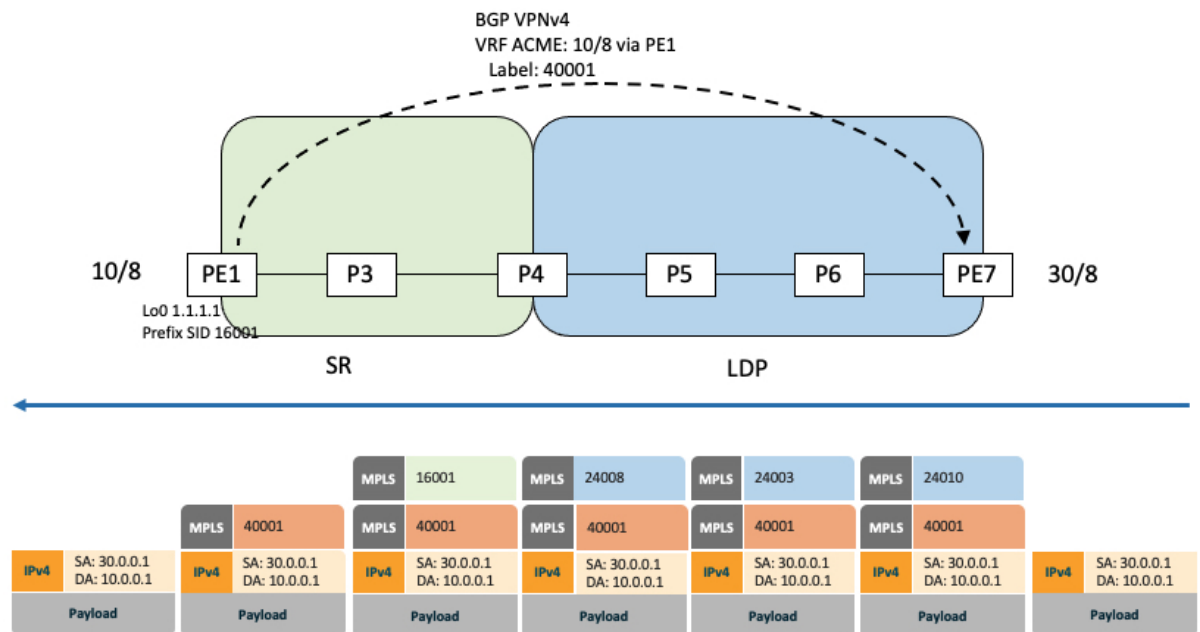 BGP VPNv4
VRF ACME: 10/8 via PE1
Label: 40001
10/8
PE1
P3
P4
P5
P6
PE7
30/8
Lo0 1.1.1.1
Prefix SID 16001
SR
LDP
MPLS 16001
MPLS 24008
MPLS 24003
MPLS 24010
MPLS 40001
MPLS 40001
MPLS 40001
MPLS 40001
MPLS 40001
IPv4 SA: 30.0.0.1
DA: 10.0.0.1
IPv4 SA: 30.0.0.1
DA: 10.0.0.1
IPv4 SA: 30.0.0.1
DA: 10.0.0.1
IPv4 SA: 30.0.0.1
DA: 10.0.0.1
IPv4 SA: 30.0.0.1
DA: 10.0.0.1
IPv4 SA: 30.0.0.1
DA: 10.0.0.1
IPv4 SA: 30.0.0.1
DA: 10.0.0.1
Payload
Payload
Payload
Payload
Payload
Payload
Payload